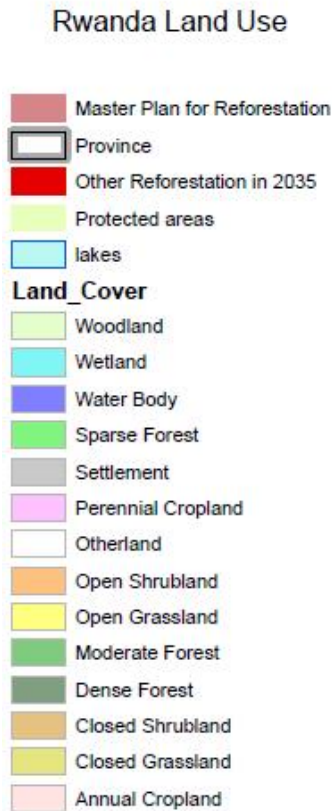 Rwanda Land Use
Master Plan for Reforestation
Province
Other Reforestation in 2035
Protected areas
lakes
Land_Cover
Woodland
Wetland
Water Body
Sparse Forest
Settlement
Perennial Cropland
Otherland
Open Shrubland
Open Grassland
Moderate Forest
Dense Forest
Closed Shrubland
Closed Grassland
Annual Cropland